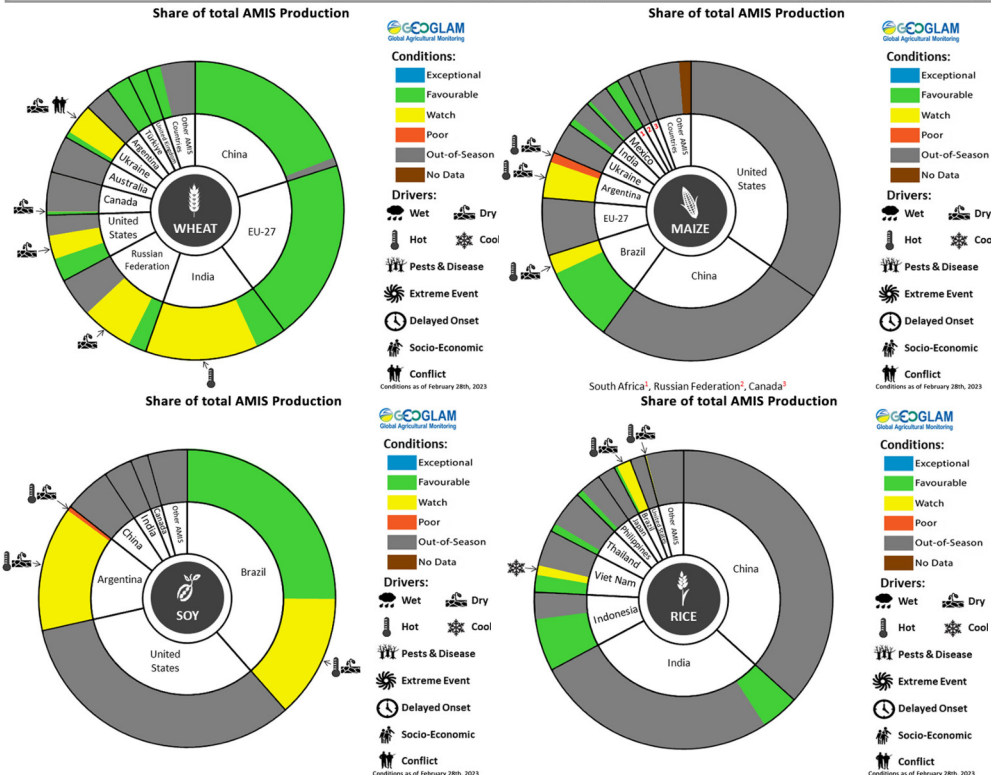 Share of total AMIS Production
GEOGLAM
Global Agricultural Monitoring
Conditions:
Exceptional
Favourable
Watch
Poor
Out-of-Season
No Data
Drivers:
Wet
Dry
Hot
Cool
Pests & Disease
Extreme Event
Delayed Onset
Socio-Economic
Conflict
Conditions as of February 28th, 2023
WHEAT
China
EU-27
India
Russian
Federation
United
States
Canada
Australia
Ukraine
Argentina
Türkiye
United Kingdom
Other AMIS
Countries
Share of total AMIS Production
GEOGLAM
Global Agricultural Monitoring
Conditions:
Exceptional
Favourable
Watch
Poor
Out-of-Season
No Data
Drivers:
Wet
Dry
Hot
Cool
Pests & Disease
Extreme Event
Delayed Onset
Socio-Economic
Conflict
Conditions as of February 28th, 2023
MAIZE
United
States
China
Brazil
EU-27
Argentina
Ukraine
India
Mexico
1
2
3
Other AMIS
Countries
South Africa¹, Russian Federation², Canada³
Share of total AMIS Production
GEOGLAM
Global Agricultural Monitoring
Conditions:
Exceptional
Favourable
Watch
Poor
Out-of-Season
No Data
Drivers:
Wet
Dry
Hot
Cool
Pests & Disease
Extreme Event
Delayed Onset
Socio-Economic
Conflict
Conditions as of February 28th, 2023
SOY
Brazil
United
States
Argentina
China
India
Canada
Other AMIS
Share of total AMIS Production
GEOGLAM
Global Agricultural Monitoring
Conditions:
Exceptional
Favourable
Watch
Poor
Out-of-Season
No Data
Drivers:
Wet
Dry
Hot
Cool
Pests & Disease
Extreme Event
Delayed Onset
Socio-Economic
Conflict
Conditions as of February 28th, 2023
RICE
China
India
Indonesia
Viet Nam
Thailand
Philippines
Japan
Brazil
United States
Other AMIS